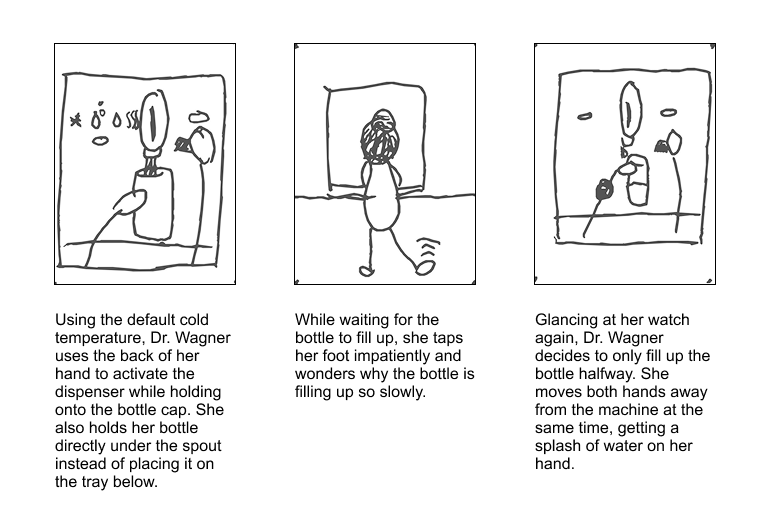 Using the default cold
temperature, Dr. Wagner
uses the back of her
hand to activate the
dispenser while holding
onto the bottle cap. She
also holds her bottle
directly under the spout
instead of placing it on
the tray below.
While waiting for the
bottle to fill up, she taps
her foot impatiently and
wonders why the bottle is
filling up so slowly.
Glancing at her watch
again, Dr. Wagner
decides to only fill up the
bottle halfway. She
moves both hands away
from the machine at the
same time, getting a
splash of water on her
hand.